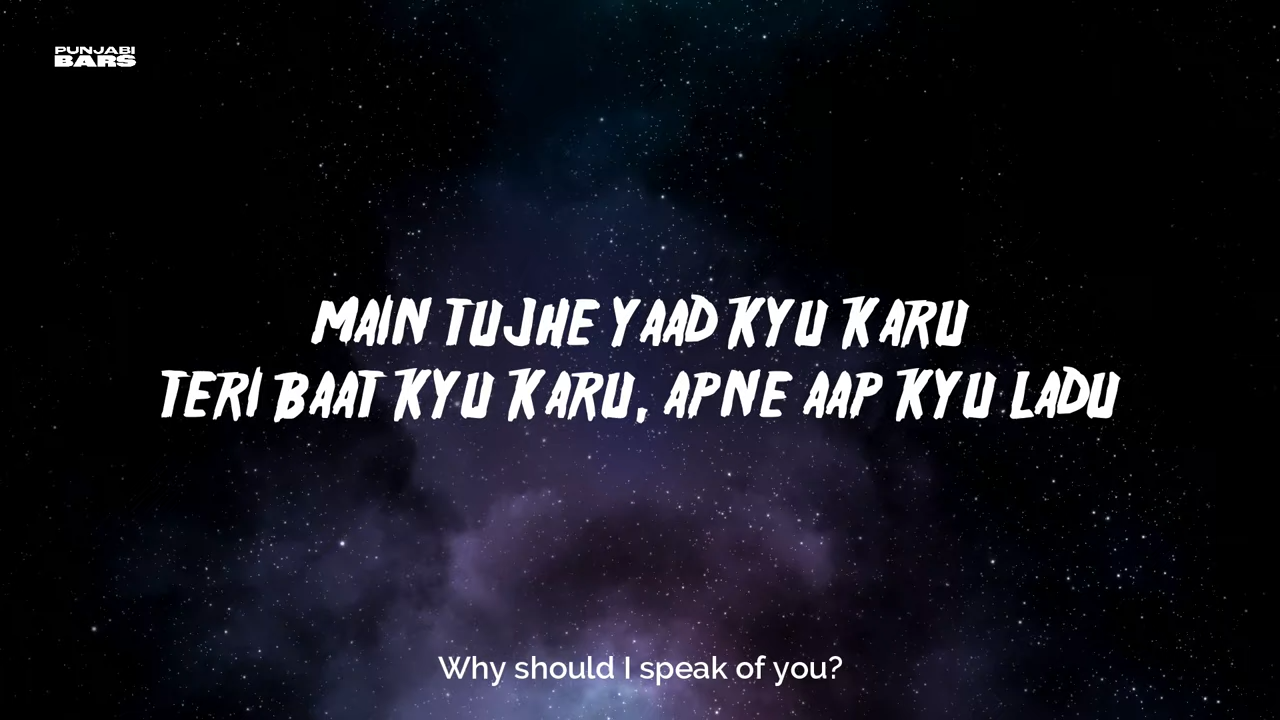 PUNJABI
BARS
MAIN TUJHE YAAD KYU KARU
TERI BAAT KYU KARU, APNE AAP KYU LADU
Why should I speak of you?